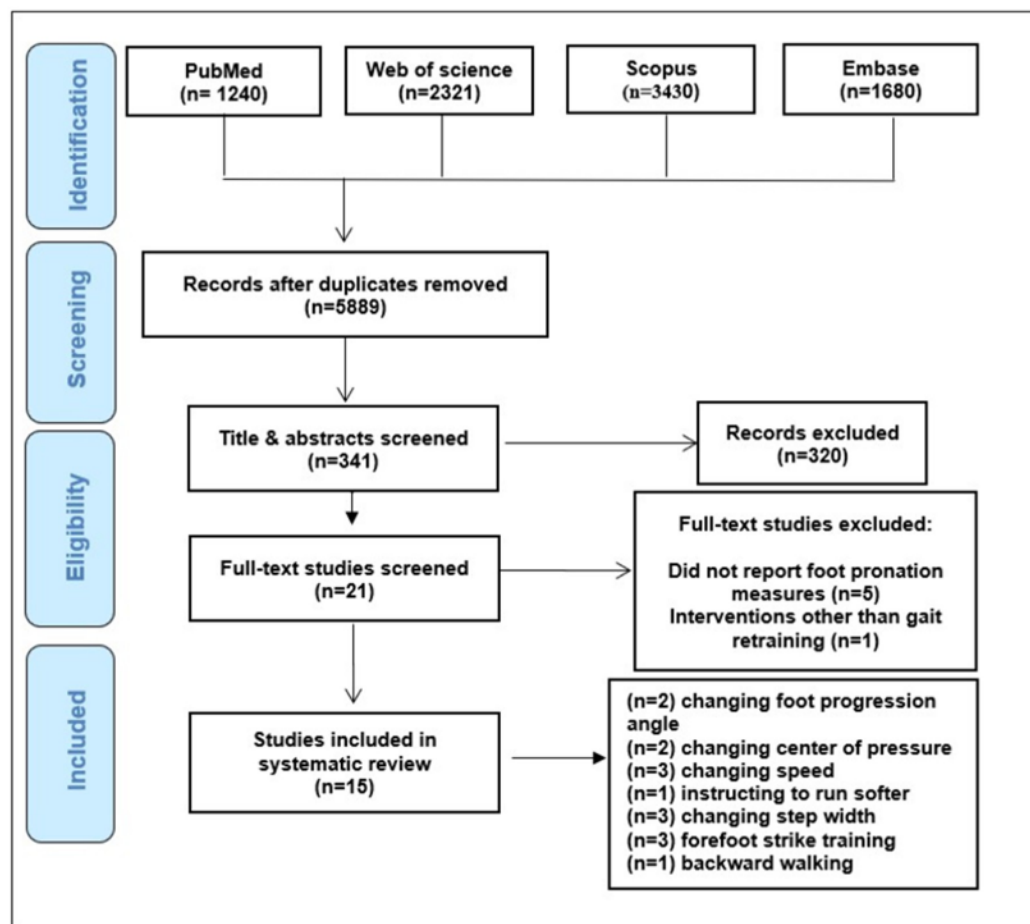 Identification
PubMed
(n= 1240)
Web of science
(n=2321)
Scopus
(n=3430)
Embase
(n=1680)
Screening
Records after duplicates removed
(n=5889)
Title & abstracts screened
(n=341)
Records excluded
(n=320)
Eligibility
Full-text studies screened
(n=21)
Full-text studies excluded:
Did not report foot pronation
measures (n=5)
Interventions other than gait
retraining (n=1)
Included
Studies included in
systematic review
(n=15)
(n=2) changing foot progression
angle
(n=2) changing center of pressure
(n=3) changing speed
(n=1) instructing to run softer
(n=3) changing step width
(n=3) forefoot strike training
(n=1) backward walking